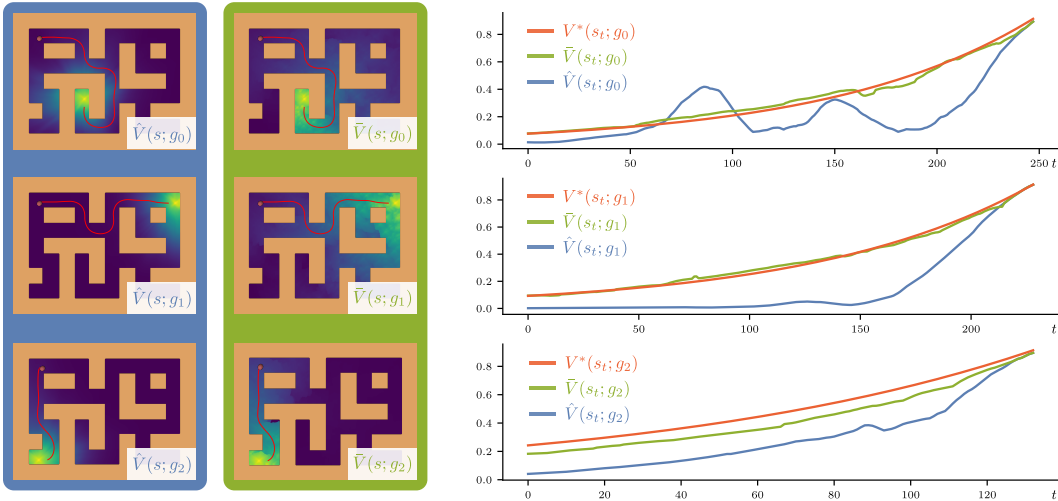 V̂(s; g₀)
V̄(s; g₀)
V̂(s; g₁)
V̄(s; g₁)
V̂(s; g₂)
V̄(s; g₂)
V*(sₜ; g₀)
V̄(sₜ; g₀)
V̂(sₜ; g₀)
0.8
0.6
0.4
0.2
0.0
0 50 100 150 200 250 t
V*(sₜ; g₁)
V̄(sₜ; g₁)
V̂(sₜ; g₁)
0.8
0.6
0.4
0.2
0.0
0 50 100 150 200 t
V*(sₜ; g₂)
V̄(sₜ; g₂)
V̂(sₜ; g₂)
0.8
0.6
0.4
0.2
0.0
0 20 40 60 80 100 120 t